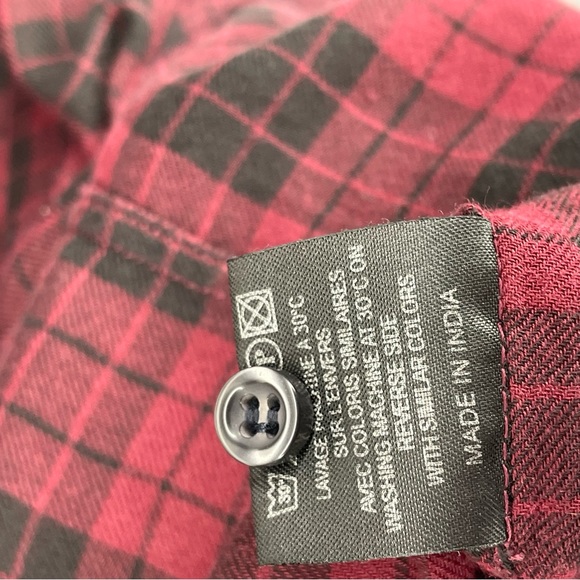 P
30°
LAVAGE A 30°C
SUR L'ENVERS
AVEC COLORIS SIMILAIRES
WASHING MACHINE AT 30°C ON
REVERSE SIDE
WITH SIMILAR COLORS
MADE IN INDIA